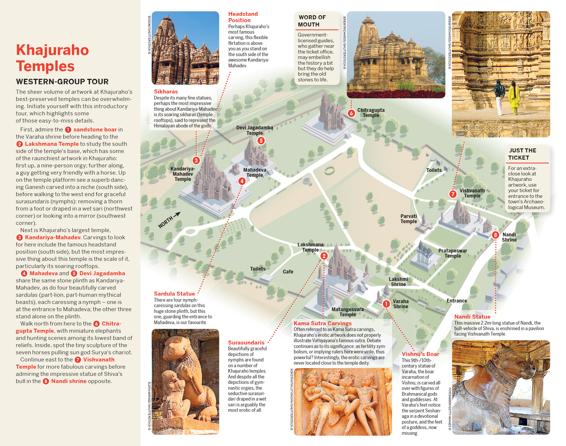 Khajuraho
Temples
WESTERN-GROUP TOUR
The sheer volume of artwork at Khajuraho's
best-preserved temples can be overwhelm-
ing. Initiate yourself with this introductory
tour, which highlights some
of those easy-to-miss details.
First, admire the 1 sandstone boar in
the Varaha shrine before heading to the
2 Lakshmana Temple to study the south
side of the temple's base, which has some
of the raunchiest artwork in Khajuraho:
first up, a nine-person orgy; further along,
a guy getting very friendly with a horse. Up
on the temple platform see a superb danc-
ing Ganesh carved into a niche (south side),
before walking to the west end for graceful
surasundaris (nymphs): removing a thorn
from a foot or draped in a wet sari (northwest
corner) or looking into a mirror (southwest
corner).
Next is Khajuraho's largest temple,
3 Kandariya-Mahadev. Carvings to look
for here include the famous headstand
position (south side), but the most impres-
sive thing about this temple is the scale of it,
particularly its soaring rooftops.
4 Mahadeva and 5 Devi Jagadamba
share the same stone plinth as Kandariya-
Mahadev, as do four beautifully carved
sardulas (part-lion, part-human mythical
beasts), each caressing a nymph – one is
at the entrance to Mahadeva; the other three
stand alone on the plinth.
Walk north from here to the 6 Chitra-
gupta Temple, with miniature elephants
and hunting scenes among its lowest band of
reliefs. Inside, spot the tiny sculpture of the
seven horses pulling sun god Surya's chariot.
Continue east to the 7 Vishvanath
Temple for more fabulous carvings before
admiring the impressive statue of Shiva's
bull in the 8 Nandi shrine opposite.
Headstand
Position
Perhaps Khajuraho's
most famous
carving, this flexible
flirtation is above
you as you stand on
the south side of the
awesome Kandariya-
Mahadev.
WORD OF
MOUTH
Government-
licensed guides,
who gather near
the ticket office,
may embellish
the history a bit
but they do help
bring the old
stones to life.
Sikharas
Despite its many fine statues,
perhaps the most impressive
thing about Kandariya-Mahadev
is its soaring sikharas (temple
rooftops), said to represent the
Himalayan abode of the gods.
JUST THE
TICKET
For an extra-
close look at
Khajuraho
artwork, use
your ticket for
entrance to the
town's Archaeo-
logical Museum.
6
Chitragupta
Temple
Devi Jagadamba
Temple
5
3
Kandariya-
Mahadev
Temple
Mahadeva
Temple
4
Toilets
7
Vishvanath
Temple
NORTH
Parvati
Temple
8
Nandi
Shrine
Pratapeswar
Temple
Lakshmana
Temple
2
Toilets
Cafe
Lakshmi
Shrine
1
Varaha
Shrine
Entrance
Matangesvara
Temple
Sardula Statue
There are four nymph-
caressing sardulas on this
huge stone plinth, but this
one, guarding the entrance to
Mahadeva, is our favourite.
Surasundaris
Beautifully graceful
depictions of
nymphs are found
on a number of
Khajuraho temples.
And despite all the
depictions of gym-
nastic orgies, the
seductive surasun-
dari draped in a wet
sari is arguably the
most erotic of all.
Kama Sutra Carvings
Often referred to as Kama Sutra carvings,
Khajuraho's erotic artwork does not properly
illustrate Vatsyayana's famous sutra. Debate
continues as to its significance: as fertility sym-
bolism, or implying rulers here were virile, thus
powerful? Interestingly, the erotic carvings are
never located close to the temple deity.
Vishnu's Boar
This 9th-/10th-
century statue of
Varaha, the boar
incarnation of
Vishnu, is carved all
over with figures of
Brahmanical gods
and goddesses. At
Varaha's feet notice
the serpent Seshan-
aga in a devotional
posture, and the feet
of a goddess, now
missing.
Nandi Statue
This massive 2.2m-long statue of Nandi, the
bull-vehicle of Shiva, is enshrined in a pavilion
facing Vishvanath Temple.